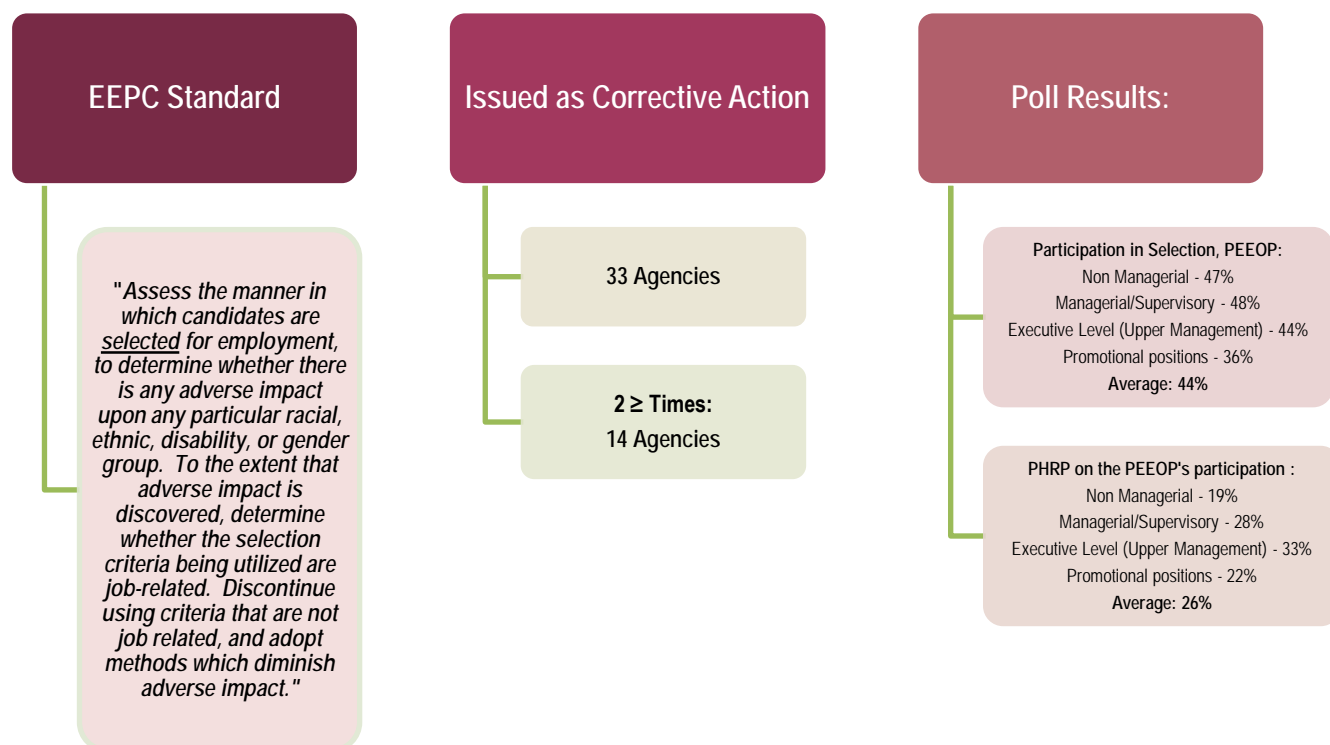 EEPC Standard
"Assess the manner in
which candidates are
selected for employment,
to determine whether there
is any adverse impact
upon any particular racial,
ethnic, disability, or gender
group.  To the extent that
adverse impact is
discovered, determine
whether the selection
criteria being utilized are
job-related.  Discontinue
using criteria that are not
job related, and adopt
methods which diminish
adverse impact."
Issued as Corrective Action
33 Agencies
2 ≥ Times:
14 Agencies
Poll Results:
Participation in Selection, PEEOP:
Non Managerial - 47%
Managerial/Supervisory - 48%
Executive Level (Upper Management) - 44%
Promotional positions - 36%
Average: 44%
PHRP on the PEEOP's participation :
Non Managerial - 19%
Managerial/Supervisory - 28%
Executive Level (Upper Management) - 33%
Promotional positions - 22%
Average: 26%